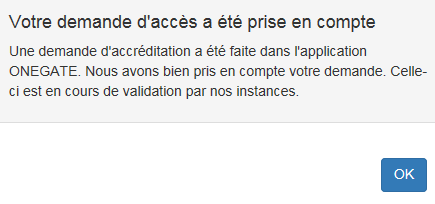 Votre demande d'accès a été prise en compte
Une demande d'accréditation a été faite dans l'application
ONEGATE. Nous avons bien pris en compte votre demande. Celle-
ci est en cours de validation par nos instances.
OK